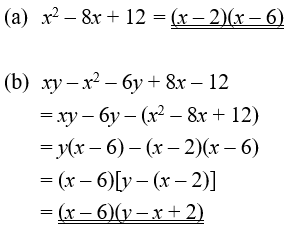 (a) x² – 8x + 12 = (x – 2)(x – 6)
(b) xy – x² – 6y + 8x – 12
= xy – 6y – (x² – 8x + 12)
= y(x – 6) – (x – 2)(x – 6)
= (x – 6)[y – (x – 2)]
= (x – 6)(y – x + 2)